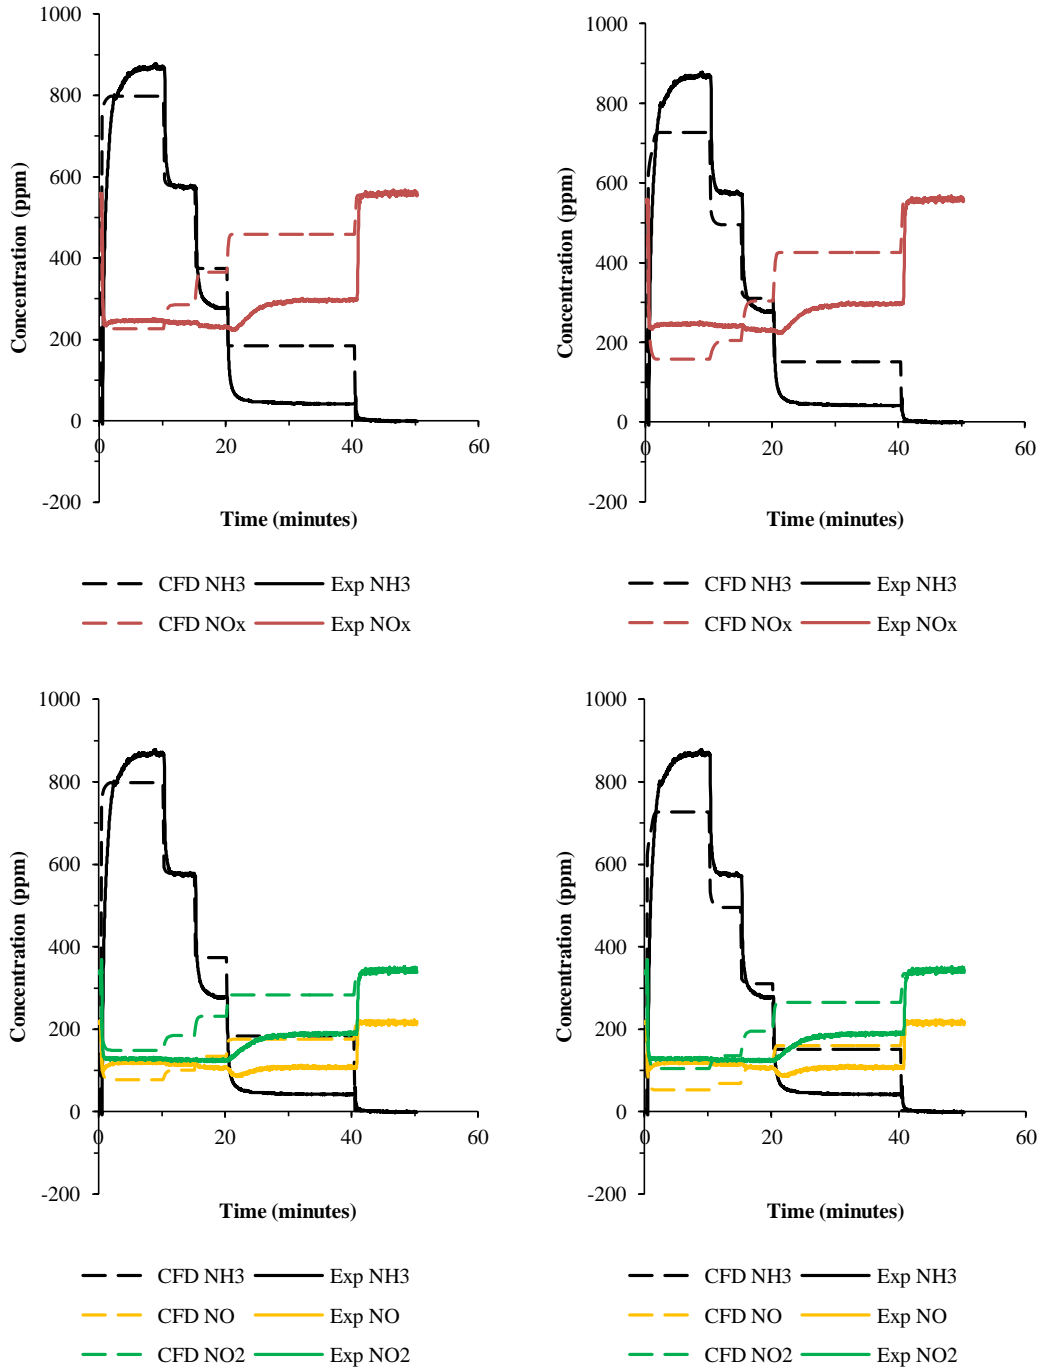 1000
800
600
400
200
0
-200
0
20
40
60
Concentration (ppm)
Time (minutes)
CFD NH3
Exp NH3
CFD NOx
Exp NOx
1000
800
600
400
200
0
-200
0
20
40
60
Concentration (ppm)
Time (minutes)
CFD NH3
Exp NH3
CFD NOx
Exp NOx
1000
800
600
400
200
0
-200
0
20
40
60
Concentration (ppm)
Time (minutes)
CFD NH3
Exp NH3
CFD NO
Exp NO
CFD NO2
Exp NO2
1000
800
600
400
200
0
-200
0
20
40
60
Concentration (ppm)
Time (minutes)
CFD NH3
Exp NH3
CFD NO
Exp NO
CFD NO2
Exp NO2